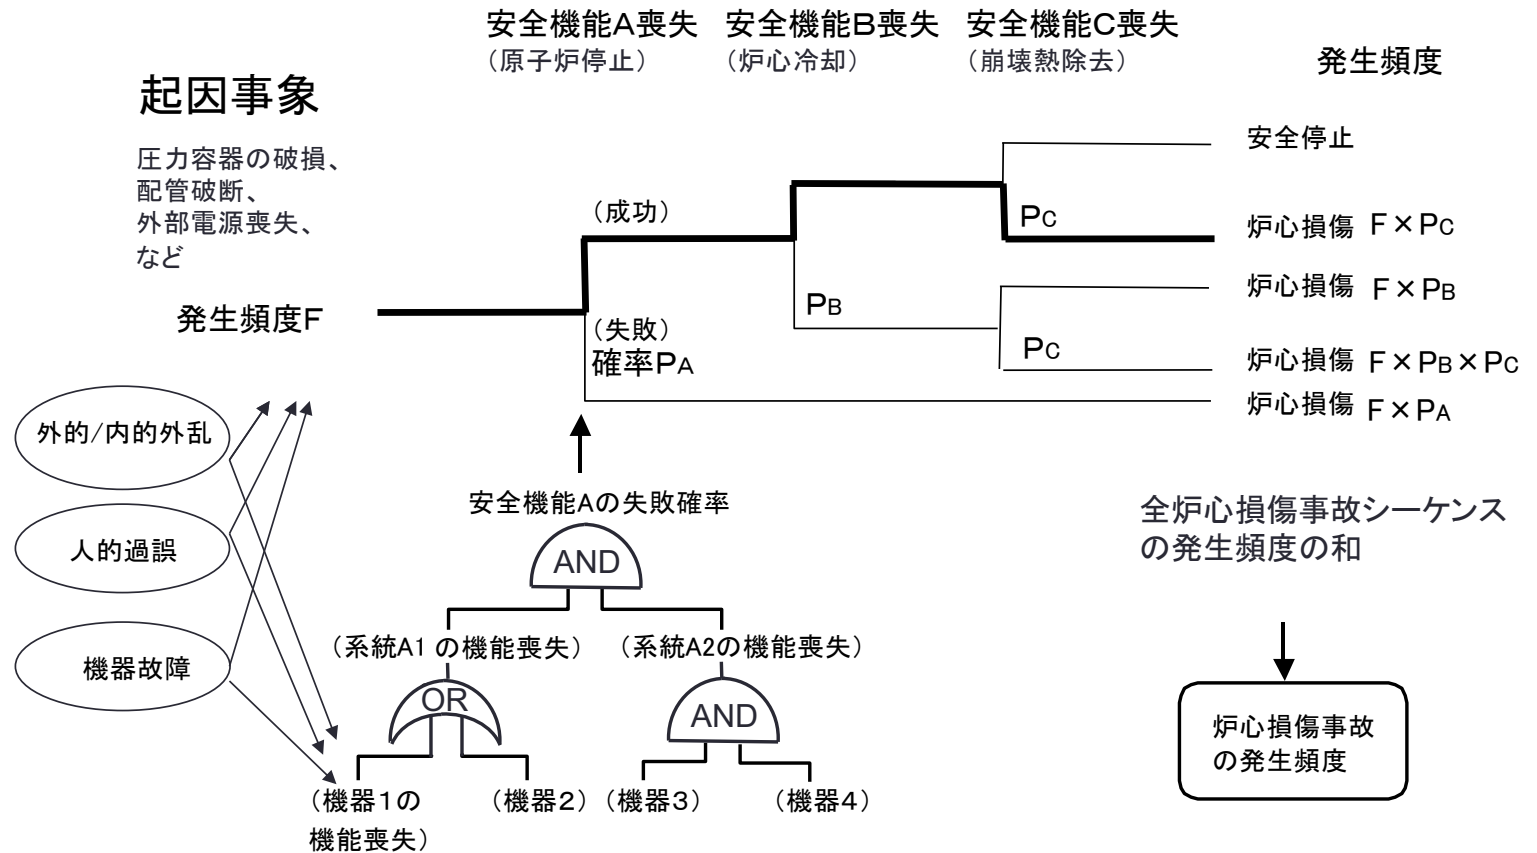 安全機能A喪失
(原子炉停止)
安全機能B喪失
(炉心冷却)
安全機能C喪失
(崩壊熱除去)
発生頻度
起因事象
圧力容器の破損、
配管破断、
外部電源喪失、
など
発生頻度F
(成功)
(失敗)
確率PA
PB
PC
PC
安全停止
炉心損傷 F×PC
炉心損傷 F×PB
炉心損傷 F×PB×PC
炉心損傷 F×PA
外的/内的外乱
人的過誤
機器故障
安全機能Aの失敗確率
AND
(系統A1 の機能喪失)
(系統A2の機能喪失)
OR
AND
(機器1の
機能喪失)
(機器2)
(機器3)
(機器4)
全炉心損傷事故シーケンス
の発生頻度の和
炉心損傷事故
の発生頻度